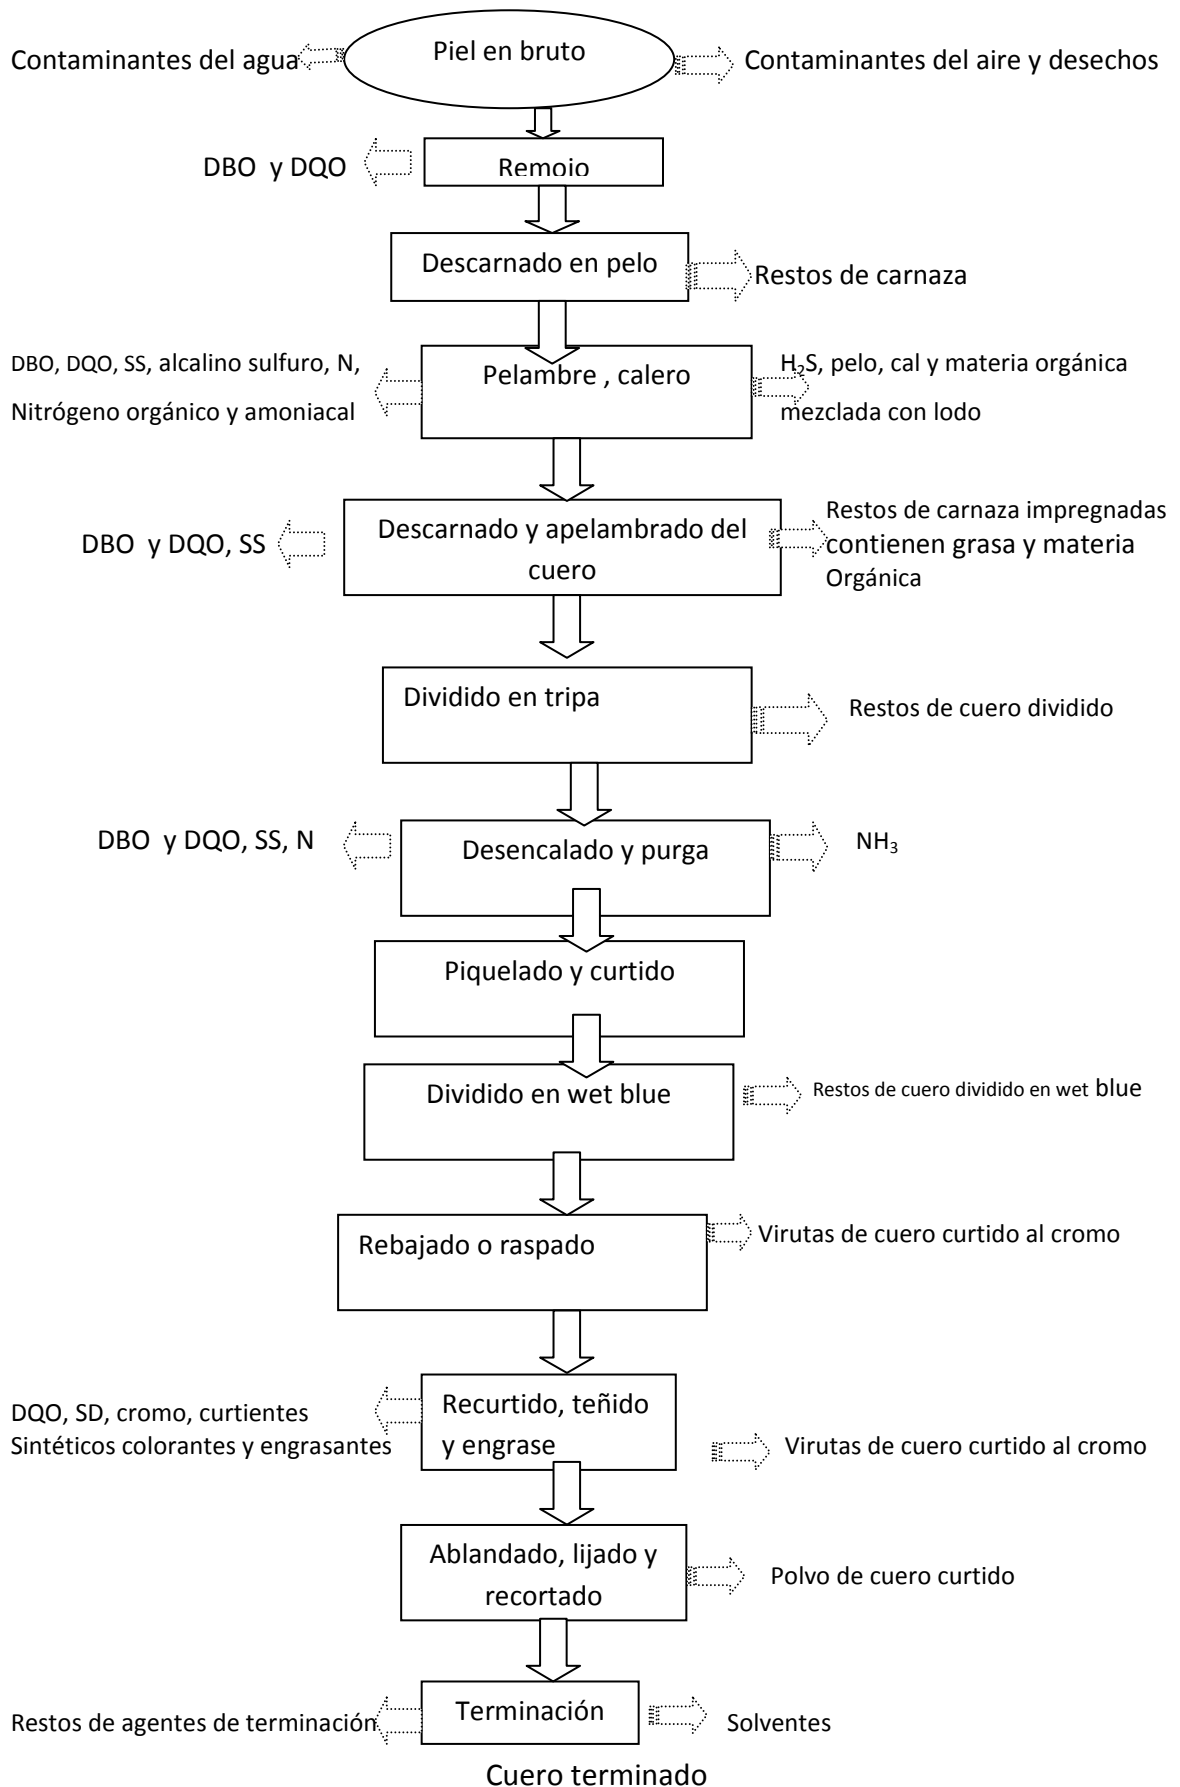 Piel en bruto
Contaminantes del agua
Contaminantes del aire y desechos
Remojo
DBO y DQO
Descarnado en pelo
Restos de carnaza
DBO, DQO, SS, alcalino sulfuro, N,
Nitrógeno orgánico y amoniacal
Pelambre , calero
H₂S, pelo, cal y materia orgánica
mezclada con lodo
DBO y DQO, SS
Descarnado y apelambrado del
cuero
Restos de carnaza impregnadas
contienen grasa y materia
Orgánica
Dividido en tripa
Restos de cuero dividido
DBO y DQO, SS, N
Desencalado y purga
NH₃
Piquelado y curtido
Dividido en wet blue
Restos de cuero dividido en wet blue
Rebajado o raspado
Virutas de cuero curtido al cromo
DQO, SD, cromo, curtientes
Sintéticos colorantes y engrasantes
Recurtido, teñido
y engrase
Virutas de cuero curtido al cromo
Ablandado, lijado y
recortado
Polvo de cuero curtido
Restos de agentes de terminación
Terminación
Solventes
Cuero terminado